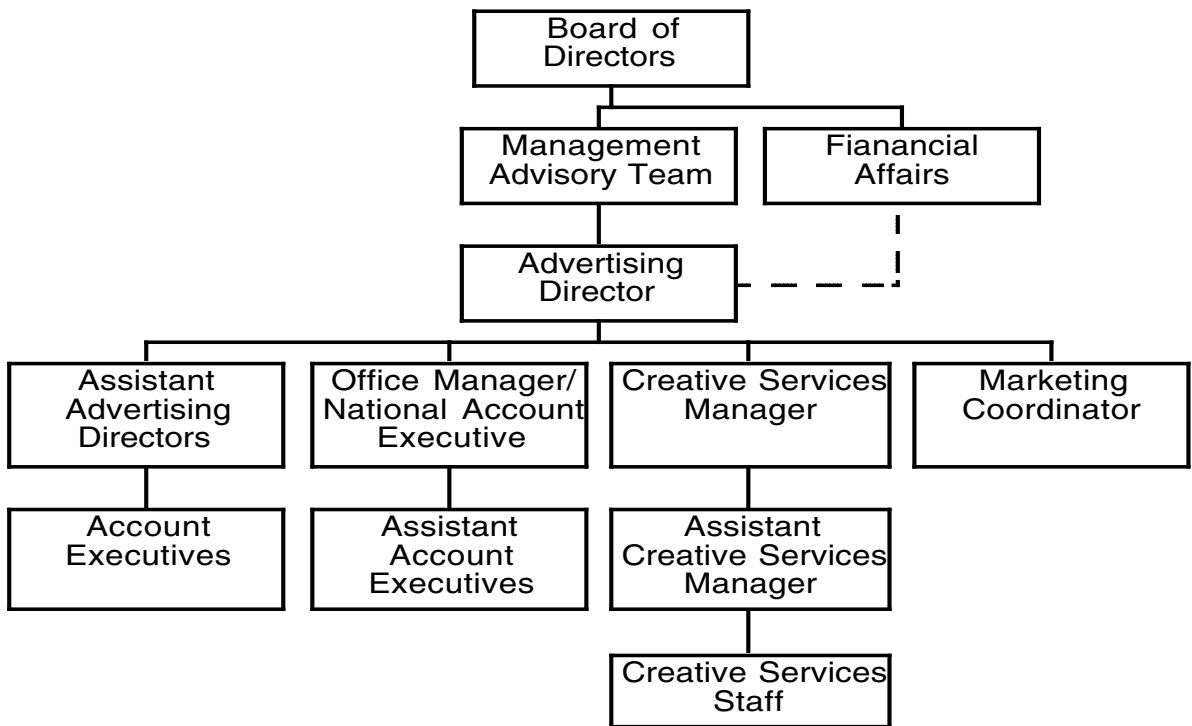 Board of
Directors
Management
Advisory Team
Fianancial
Affairs
Advertising
Director
Assistant
Advertising
Directors
Office Manager/
National Account
Executive
Creative Services
Manager
Marketing
Coordinator
Account
Executives
Assistant
Account
Executives
Assistant
Creative Services
Manager
Creative Services
Staff